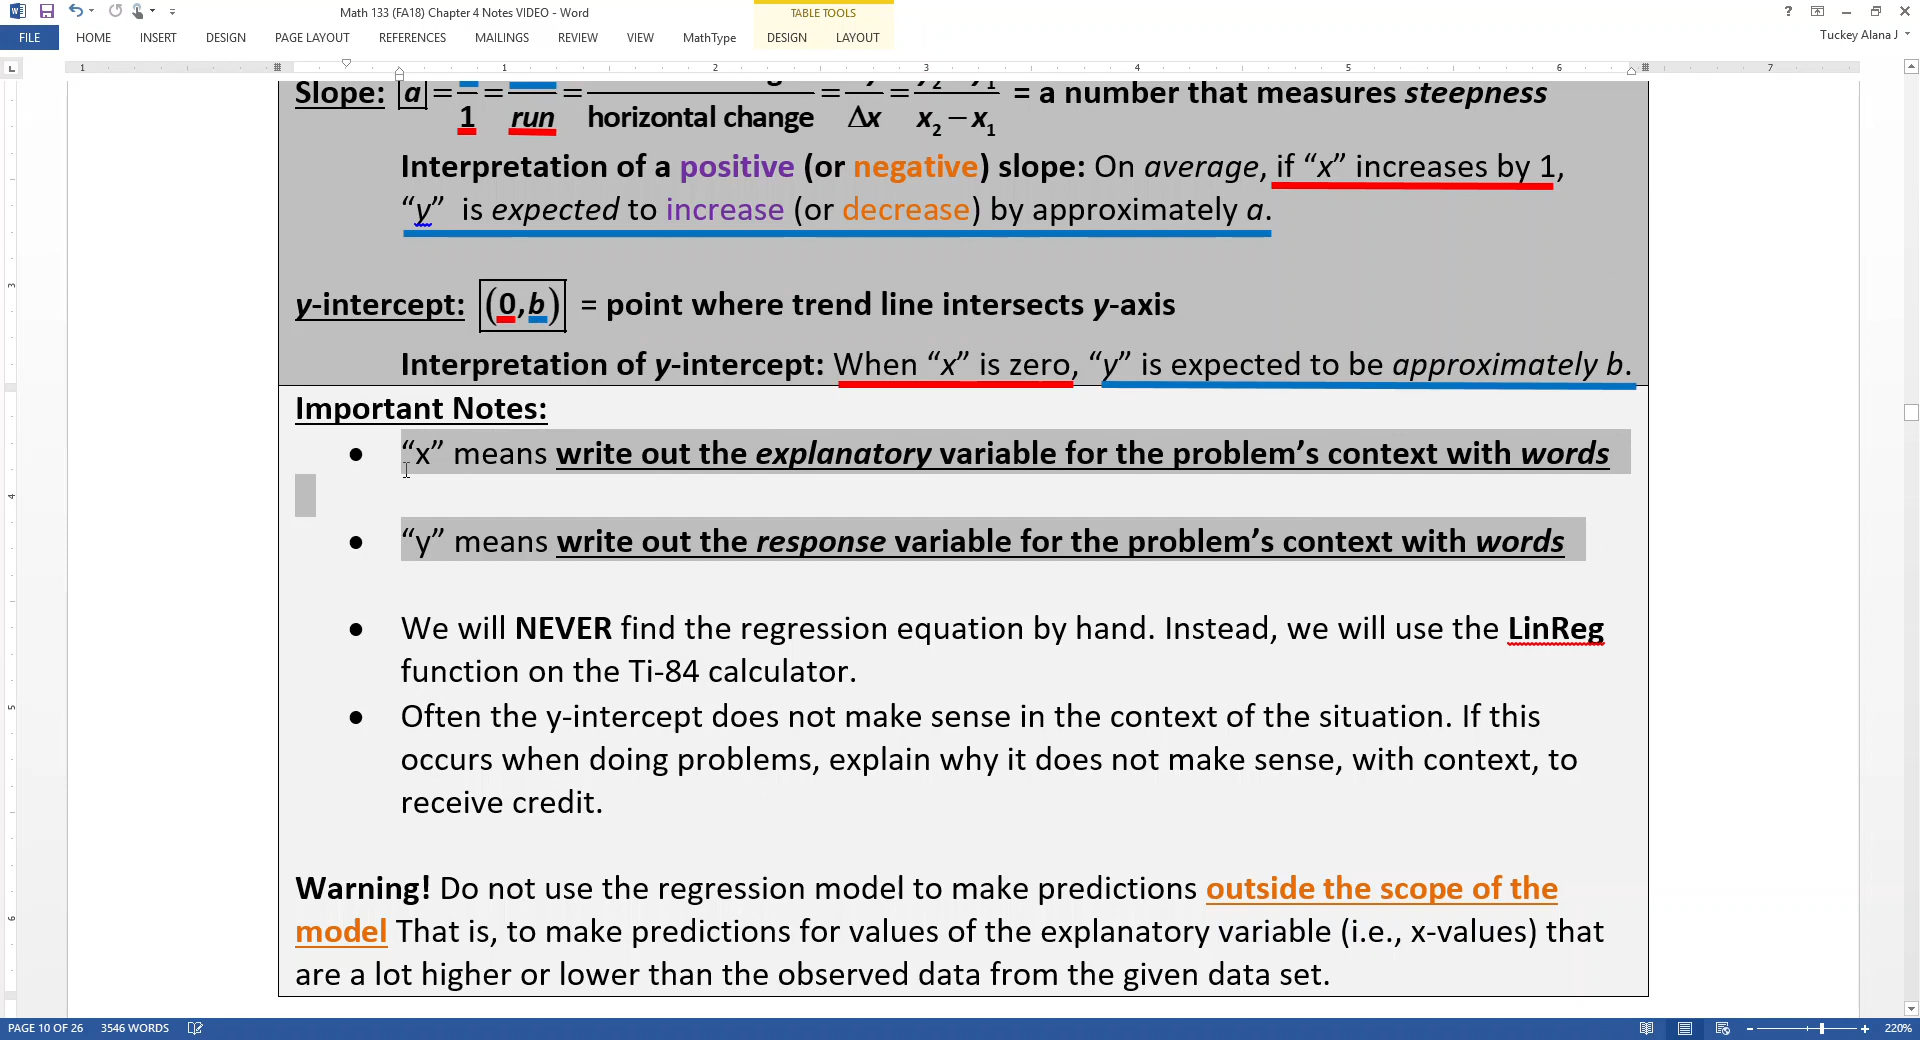 Math 133 (FA18) Chapter 4 Notes VIDEO - Word
TABLE TOOLS
FILE HOME INSERT DESIGN PAGE LAYOUT REFERENCES MAILINGS REVIEW VIEW MathType DESIGN LAYOUT
Tuckey Alana J
1 1 2 3 4 5 6 7
Slope: a = — / 1 = — / run = — / horizontal change = — / Δx = y₂ − y₁ / x₂ − x₁ = a number that measures steepness
Interpretation of a positive (or negative) slope: On average, if “x” increases by 1,
“y” is expected to increase (or decrease) by approximately a.
y-intercept: (0,b) = point where trend line intersects y-axis
Interpretation of y-intercept: When “x” is zero, “y” is expected to be approximately b.
Important Notes:
● “x” means write out the explanatory variable for the problem’s context with words
● “y” means write out the response variable for the problem’s context with words
● We will NEVER find the regression equation by hand. Instead, we will use the LinReg
function on the Ti-84 calculator.
● Often the y-intercept does not make sense in the context of the situation. If this
occurs when doing problems, explain why it does not make sense, with context, to
receive credit.
Warning! Do not use the regression model to make predictions outside the scope of the
model That is, to make predictions for values of the explanatory variable (i.e., x-values) that
are a lot higher or lower than the observed data from the given data set.
PAGE 10 OF 26 3546 WORDS 220%